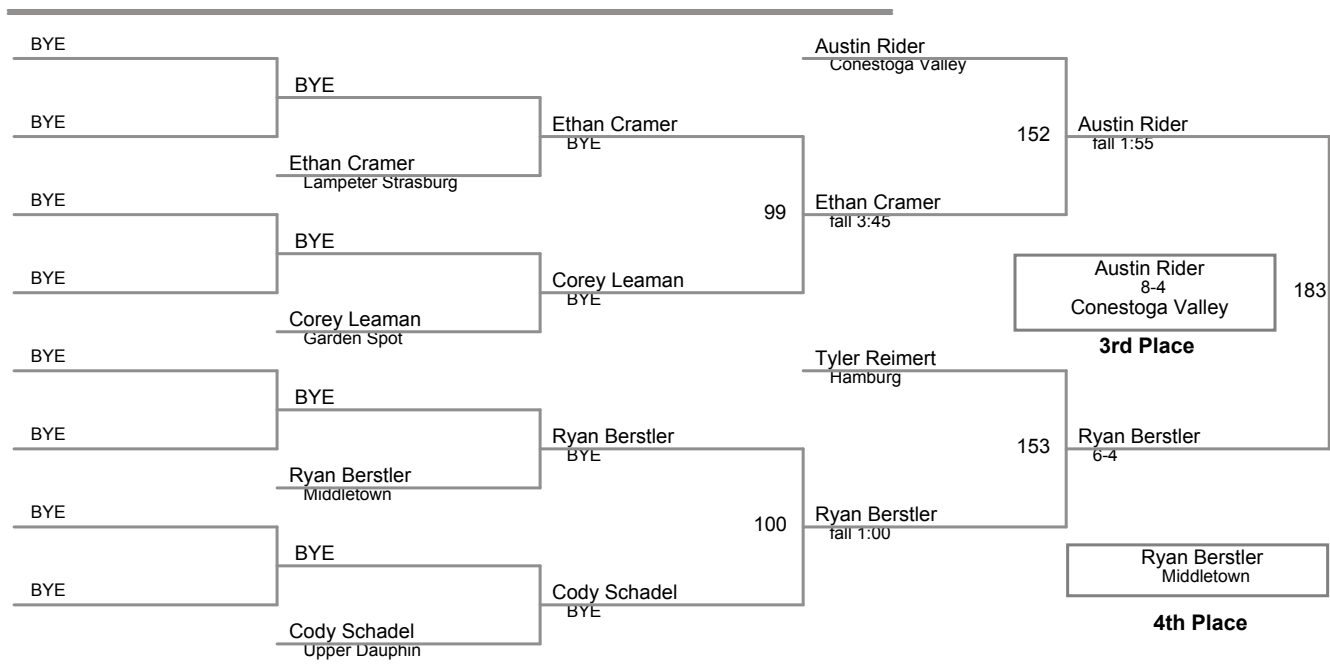 BYE
Austin Rider
Conestoga Valley
BYE
BYE
Ethan Cramer
BYE
152
Austin Rider
fall 1:55
Ethan Cramer
Lampeter Strasburg
BYE
99
Ethan Cramer
fall 3:45
BYE
Austin Rider
8-4
Conestoga Valley
183
BYE
Corey Leaman
BYE
Corey Leaman
Garden Spot
3rd Place
BYE
Tyler Reimert
Hamburg
BYE
BYE
Ryan Berstler
BYE
153
Ryan Berstler
6-4
Ryan Berstler
Middletown
BYE
100
Ryan Berstler
fall 1:00
BYE
Ryan Berstler
Middletown
BYE
Cody Schadel
BYE
4th Place
Cody Schadel
Upper Dauphin